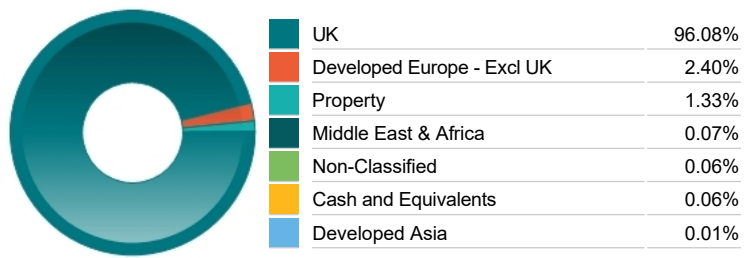 UK 96.08%
Developed Europe - Excl UK 2.40%
Property 1.33%
Middle East & Africa 0.07%
Non-Classified 0.06%
Cash and Equivalents 0.06%
Developed Asia 0.01%